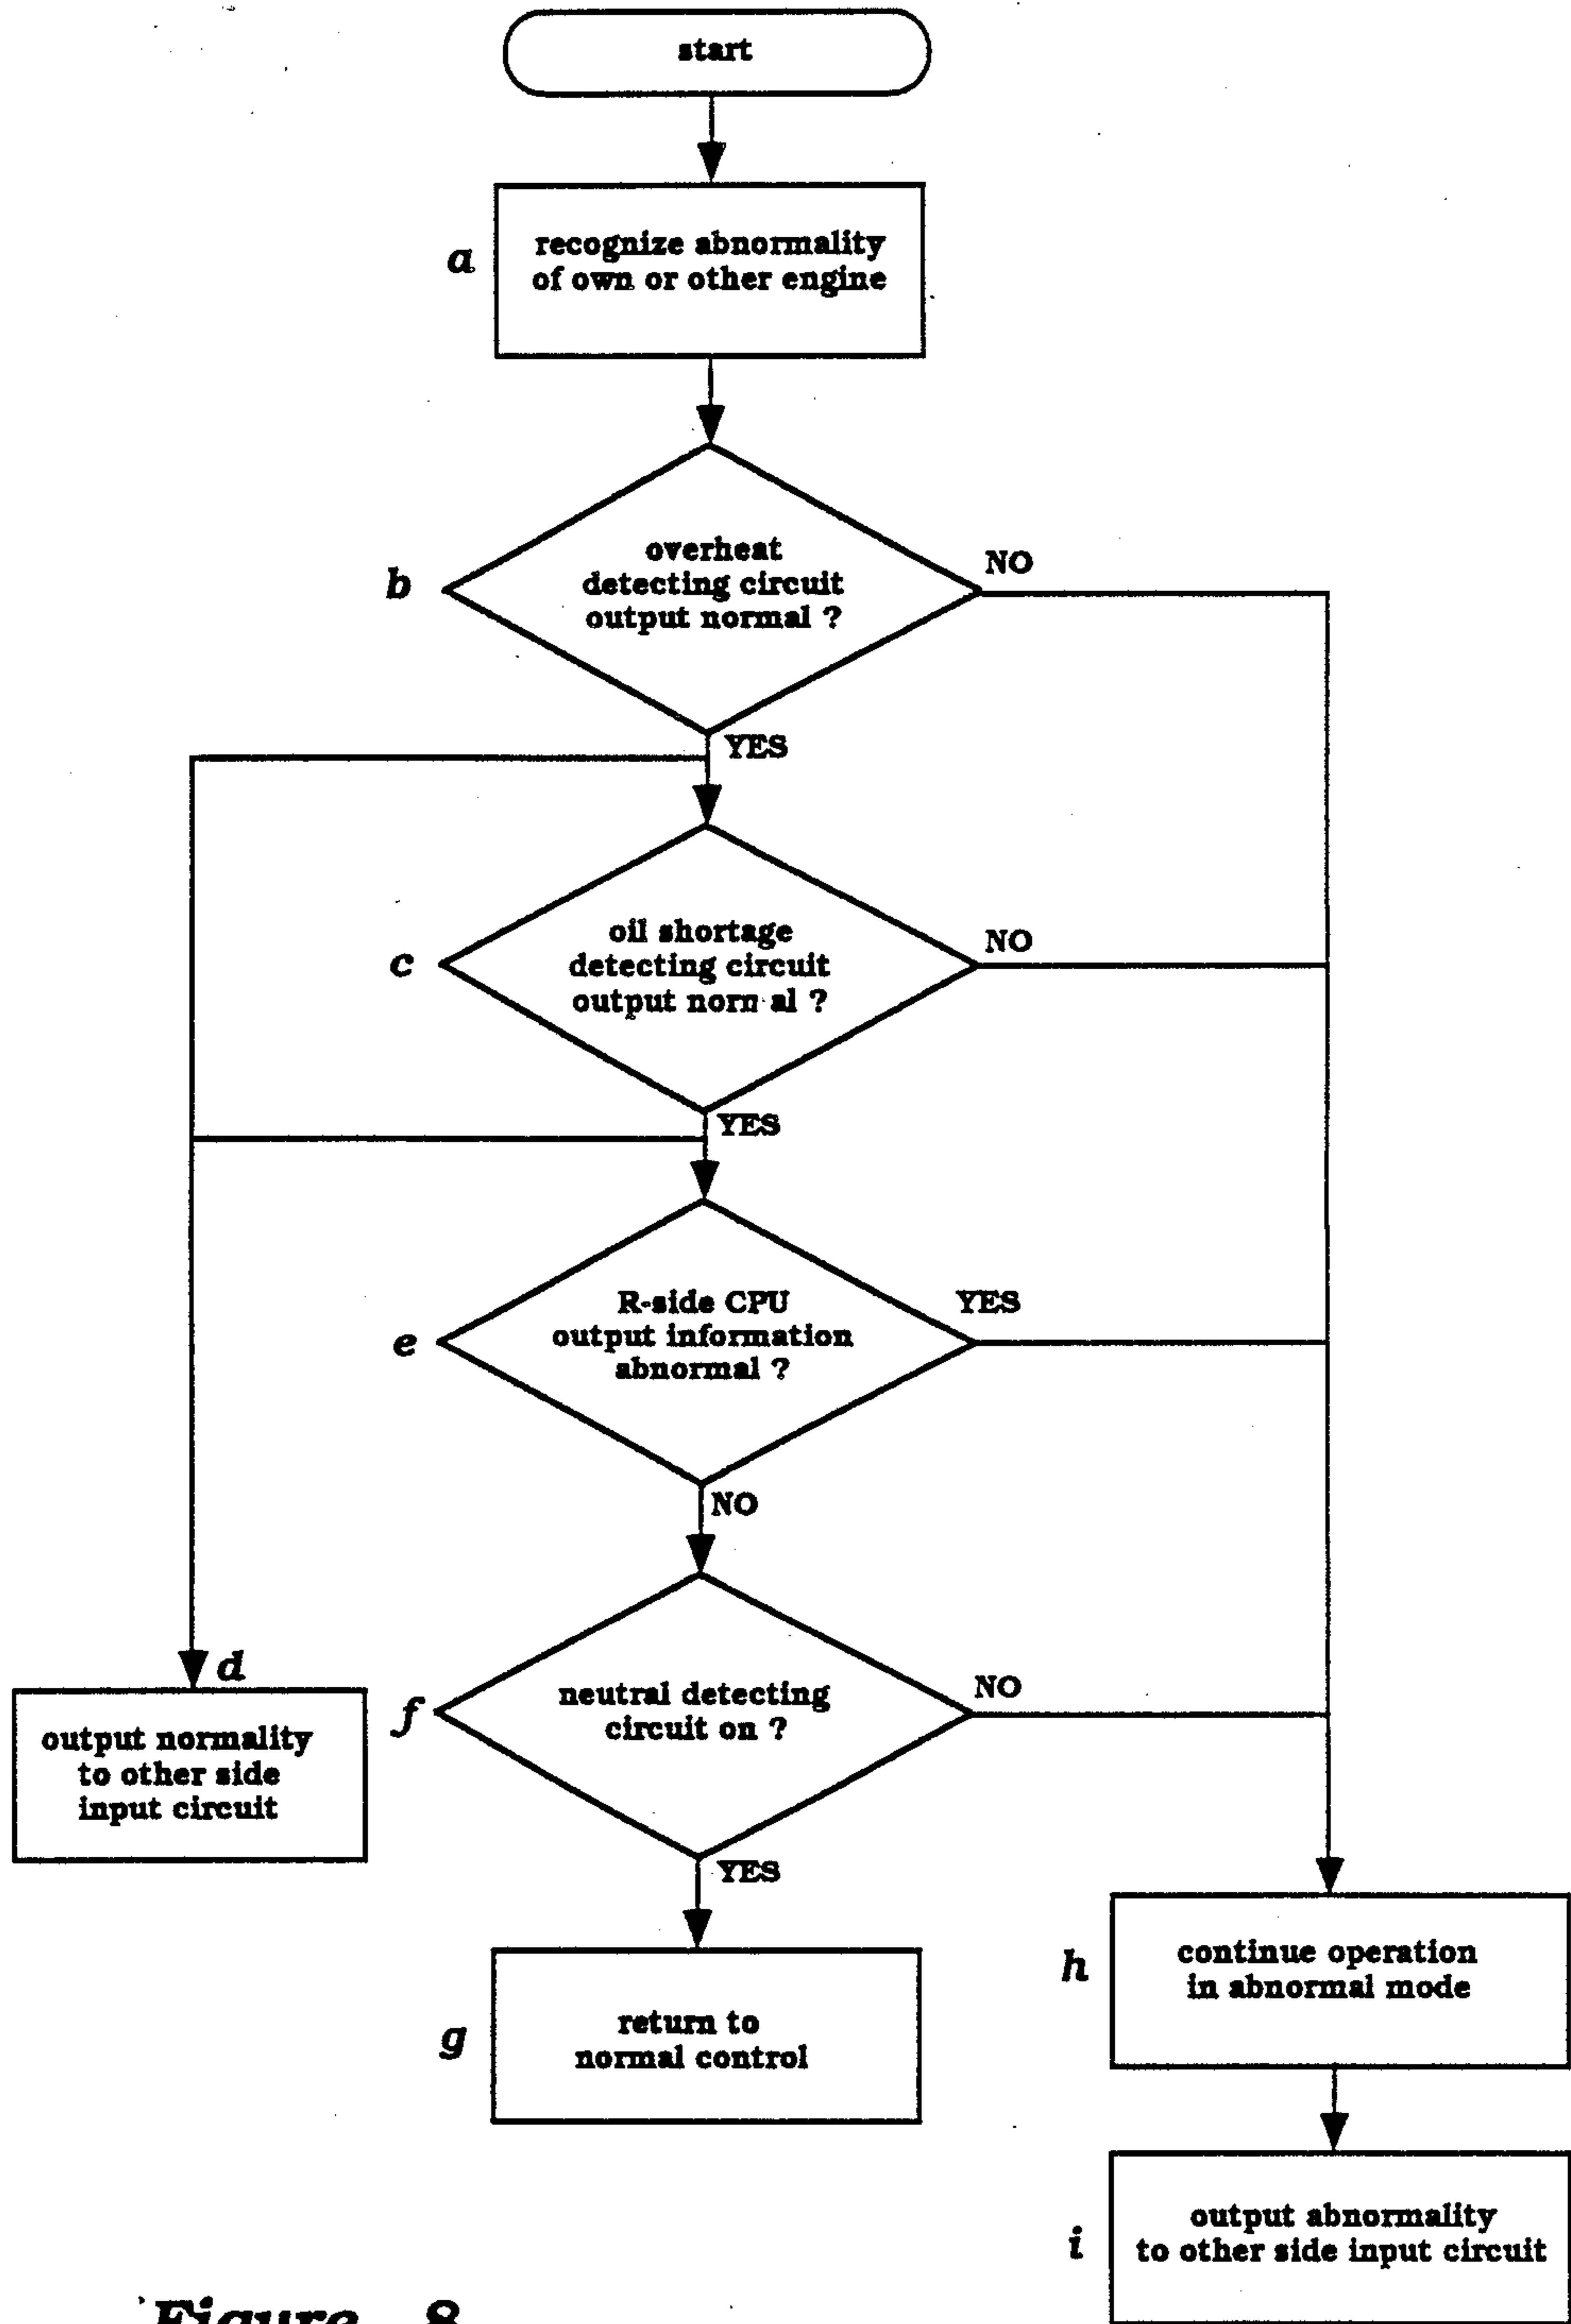 start
a
recognize abnormality
of own or other engine
b
overheat
detecting circuit
output normal ?
NO
YES
c
oil shortage
detecting circuit
output norm al ?
NO
YES
e
R-side CPU
output information
abnormal ?
YES
NO
d
output normality
to other side
input circuit
f
neutral detecting
circuit on ?
NO
YES
g
return to
normal control
h
continue operation
in abnormal mode
i
output abnormality
to other side input circuit
Figure 8